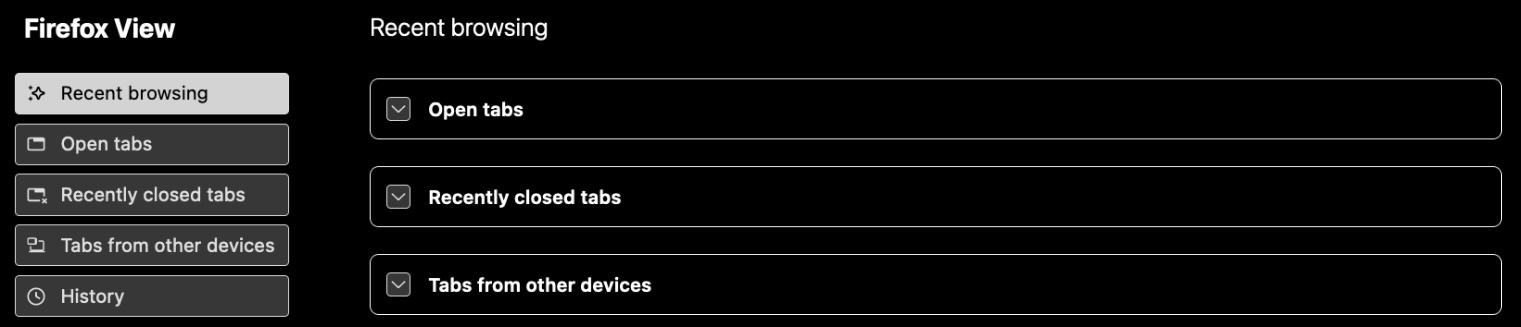 Firefox View
Recent browsing
Open tabs
Recently closed tabs
Tabs from other devices
History
Recent browsing
Open tabs
Recently closed tabs
Tabs from other devices